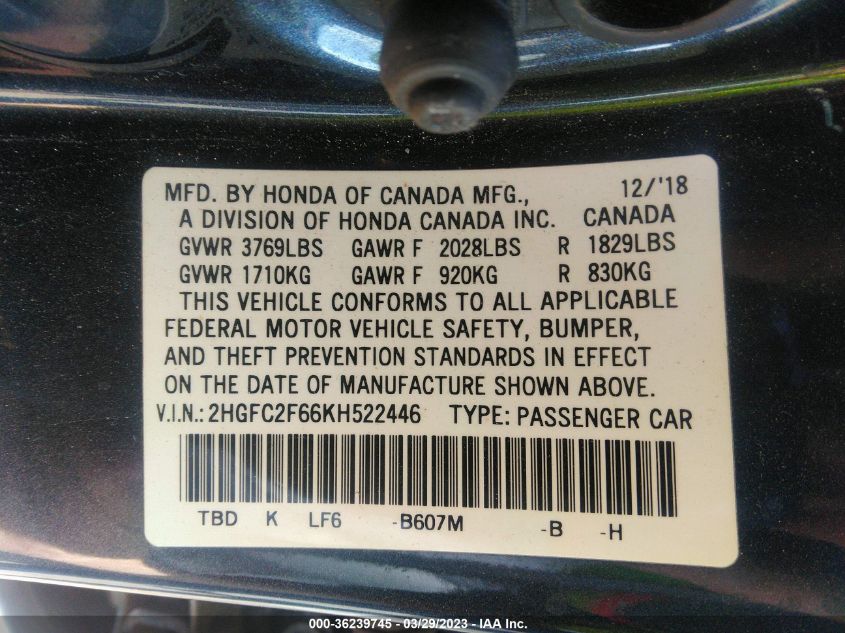 MFD. BY HONDA OF CANADA MFG., 12/'18
A DIVISION OF HONDA CANADA INC. CANADA
GVWR 3769LBS GAWR F 2028LBS R 1829LBS
GVWR 1710KG GAWR F 920KG R 830KG
THIS VEHICLE CONFORMS TO ALL APPLICABLE
FEDERAL MOTOR VEHICLE SAFETY, BUMPER,
AND THEFT PREVENTION STANDARDS IN EFFECT
ON THE DATE OF MANUFACTURE SHOWN ABOVE.
V.I.N.: 2HGFC2F66KH522446 TYPE: PASSENGER CAR
TBD K LF6 -B607M -B -H
000-36239745 - 03/29/2023 - IAA Inc.